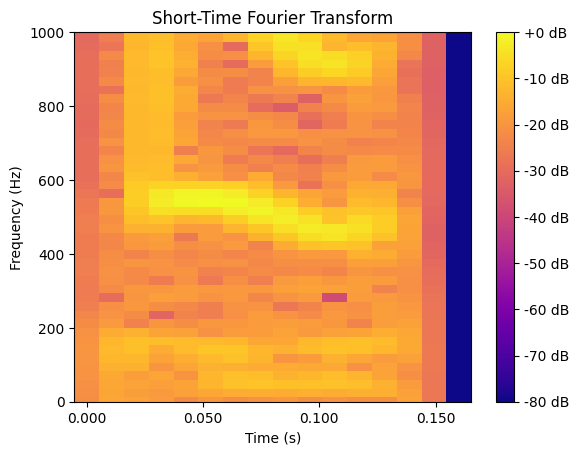 Short-Time Fourier Transform
1000
800
600
400
200
0
Frequency (Hz)
0.000
0.050
0.100
0.150
Time (s)
+0 dB
-10 dB
-20 dB
-30 dB
-40 dB
-50 dB
-60 dB
-70 dB
-80 dB